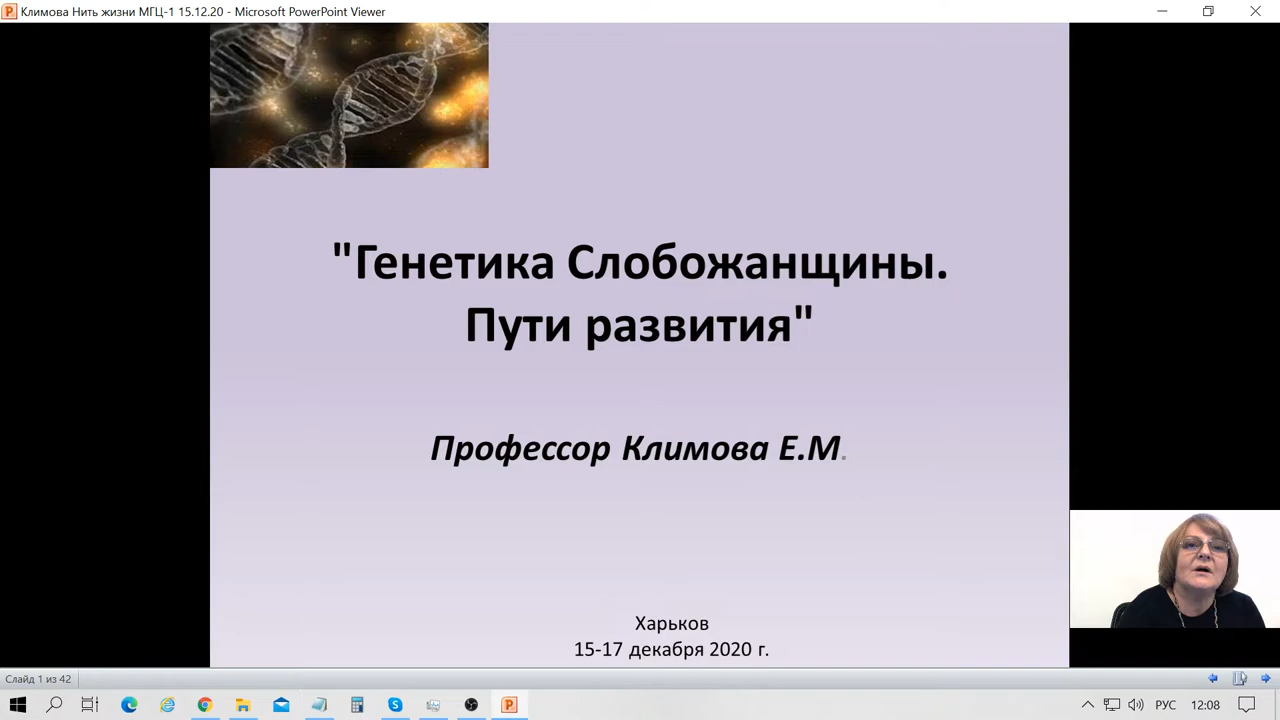 Климова Нить жизни МГЦ-1 15.12.20 - Microsoft PowerPoint Viewer
"Генетика Слобожанщины.
Пути развития"
Профессор Климова Е.М.
Харьков
15-17 декабря 2020 г.
Слайд 1 из 42
РУС
12:08